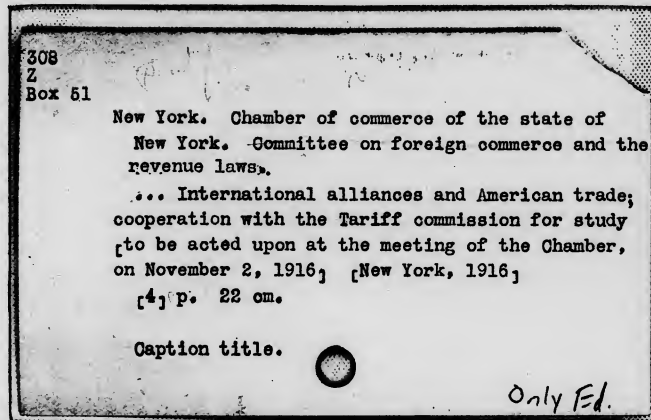 308
Z
Box 51
New York. Chamber of commerce of the state of
New York. Committee on foreign commerce and the
revenue laws.
... International alliances and American trade;
cooperation with the Tariff commission for study
[to be acted upon at the meeting of the Chamber,
on November 2, 1916] [New York, 1916]
[4] p. 22 cm.
Caption title.
Only Ed.